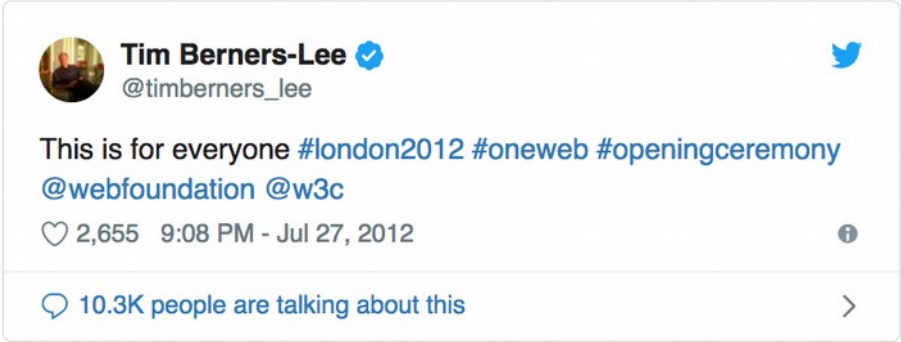 Tim Berners-Lee
@timberners_lee
This is for everyone #london2012 #oneweb #openingceremony
@webfoundation @w3c
2,655 9:08 PM - Jul 27, 2012
10.3K people are talking about this